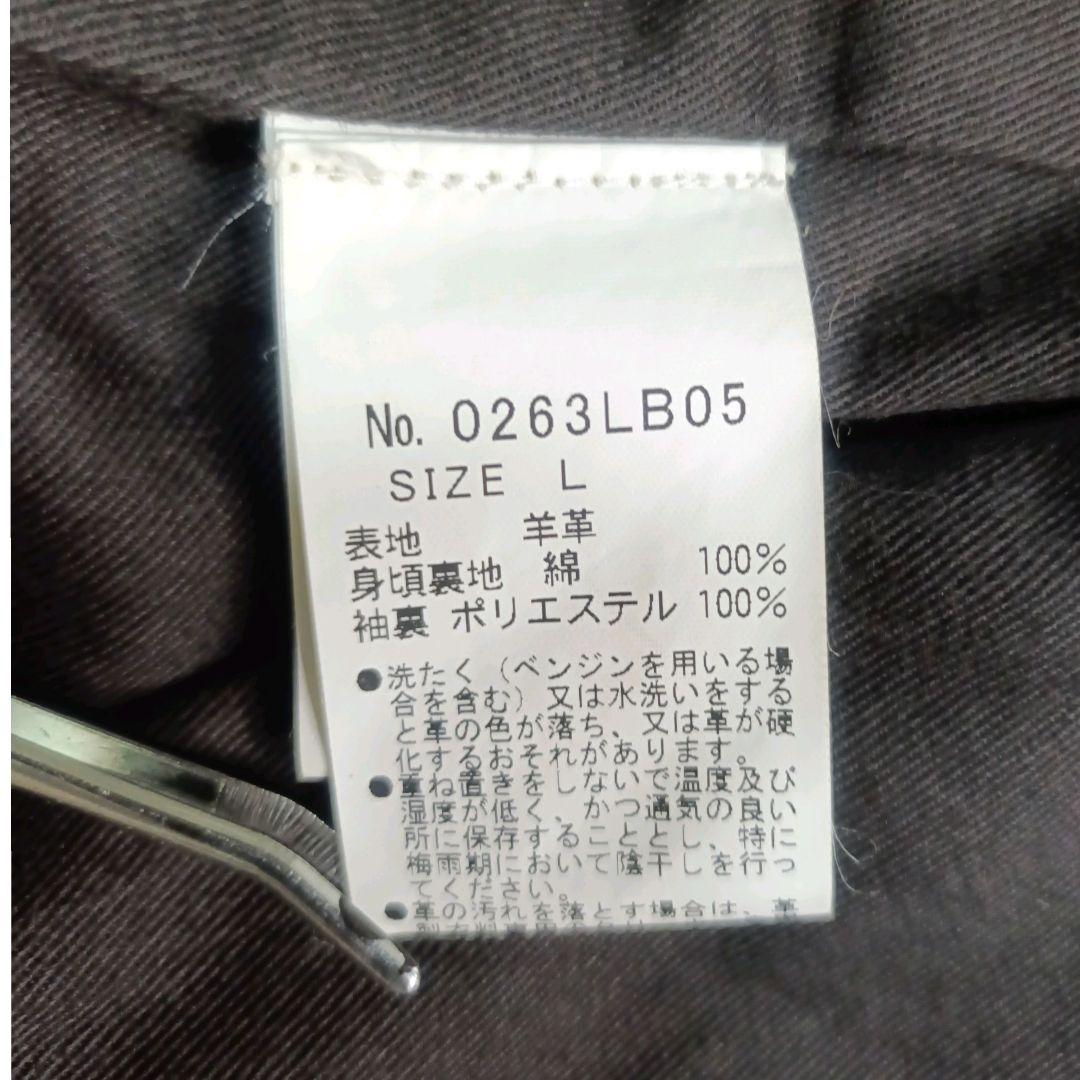 No. 0263LB05
SIZE L
表地 羊革
身頃裏地 綿 100%
袖裏 ポリエステル 100%
●洗たく(ベンジンを用いる場
合を含む)又は水洗いをする
と革の色が落ち、又は革が硬
化するおそれがあります。
●重ね置きをしないで温度及び
湿度が低く、かつ通気の良い
所に保存することとし、特に
梅雨期において陰干しを行っ
てください。
●革の汚れを落とす場合は、革